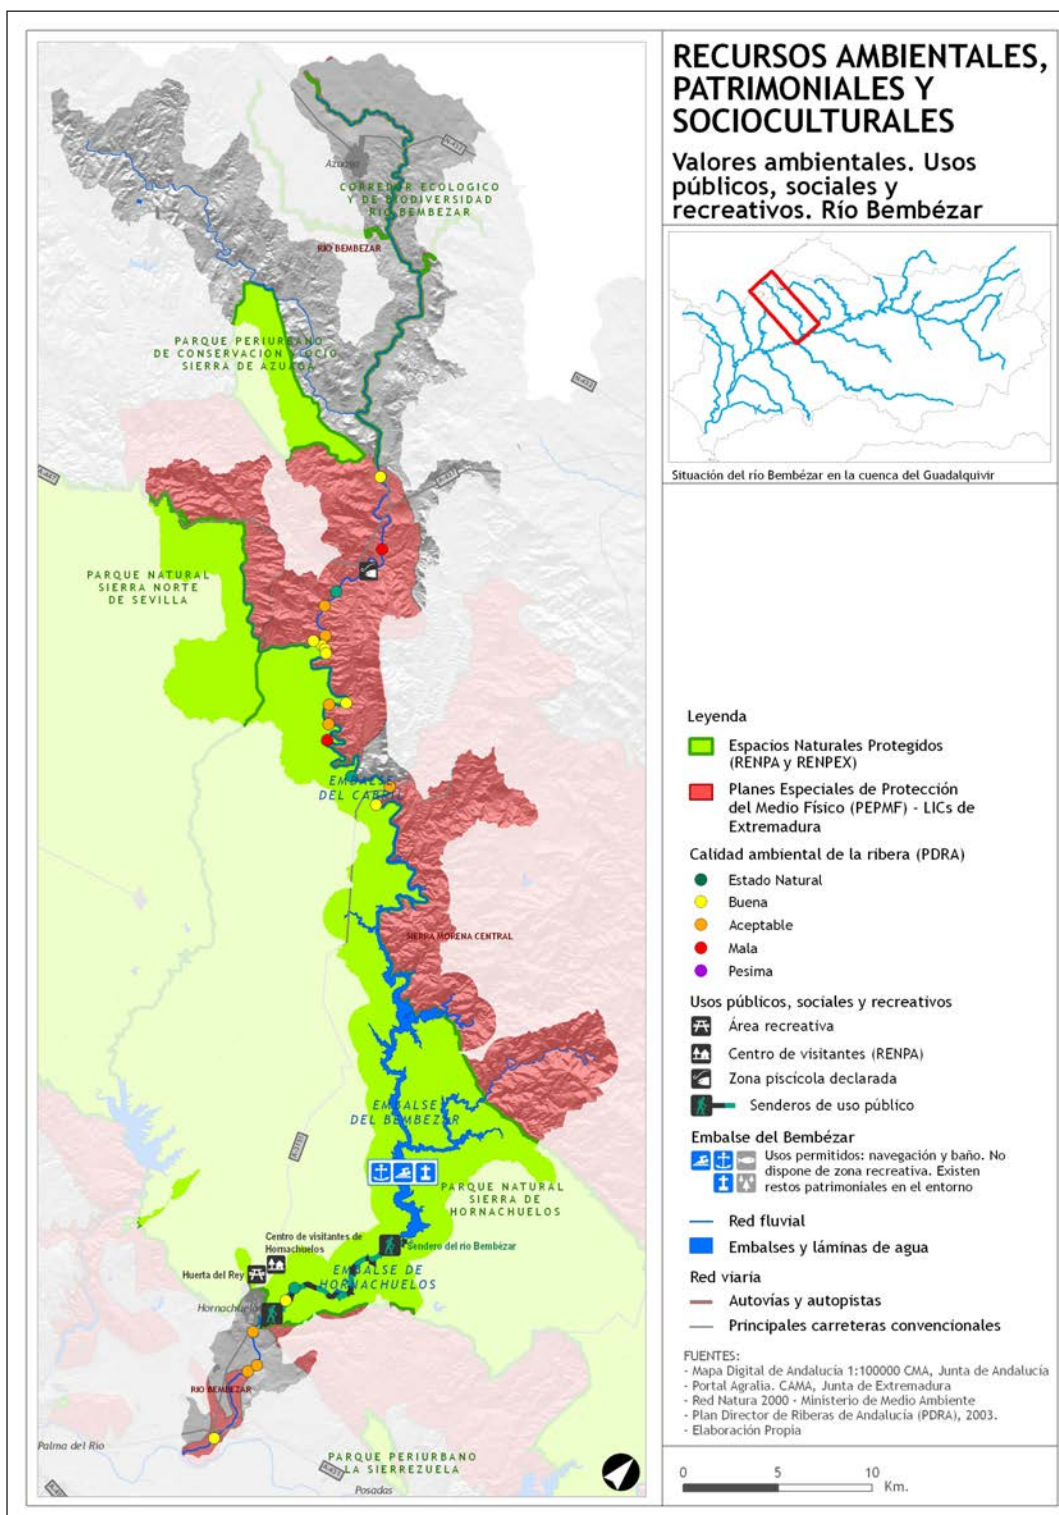 RECURSOS AMBIENTALES,
PATRIMONIALES Y
SOCIOCULTURALES
Valores ambientales. Usos
públicos, sociales y
recreativos. Río Bembézar
Situación del río Bembézar en la cuenca del Guadalquivir
Azuaga
CORREDOR ECOLOGICO
Y DE BIODIVERSIDAD
RIO BEMBEZAR
RIO BEMBEZAR
PARQUE PERIURBANO
DE CONSERVACION Y OCIO
SIERRA DE AZUAGA
PARQUE NATURAL
SIERRA NORTE
DE SEVILLA
EMBALSE
DEL CABRIL
SIERRA MORENA CENTRAL
EMBALSE
DEL BEMBEZAR
PARQUE NATURAL
SIERRA DE
HORNACHUELOS
Centro de visitantes de
Hornachuelos
Sendero del río Bembézar
Huerta del Rey
EMBALSE DE
HORNACHUELOS
Hornachuelos
RIO BEMBEZAR
Palma del Río
PARQUE PERIURBANO
LA SIERREZUELA
Posadas
Leyenda
Espacios Naturales Protegidos
(RENPA y RENPEX)
Planes Especiales de Protección
del Medio Físico (PEPMF) - LICs de
Extremadura
Calidad ambiental de la ribera (PDRA)
Estado Natural
Buena
Aceptable
Mala
Pesima
Usos públicos, sociales y recreativos
Área recreativa
Centro de visitantes (RENPA)
Zona piscícola declarada
Senderos de uso público
Embalse del Bembézar
Usos permitidos: navegación y baño. No
dispone de zona recreativa. Existen
restos patrimoniales en el entorno
Red fluvial
Embalses y láminas de agua
Red viaria
Autovías y autopistas
Principales carreteras convencionales
FUENTES:
- Mapa Digital de Andalucía 1:100000 CMA, Junta de Andalucía
- Portal Agralia. CAMA, Junta de Extremadura
- Red Natura 2000 - Ministerio de Medio Ambiente
- Plan Director de Riberas de Andalucía (PDRA), 2003.
- Elaboración Propia
0 5 10
Km.